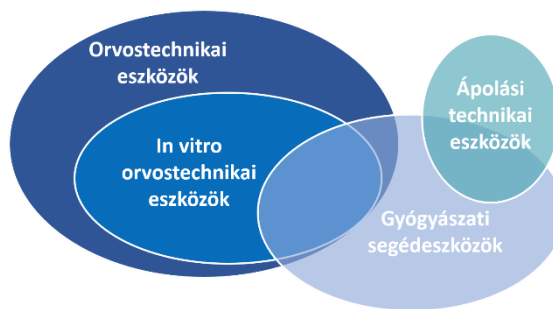 Orvostechnikai
eszközök
In vitro
orvostechnikai
eszközök
Ápolási
technikai
eszközök
Gyógyászati
segédeszközök